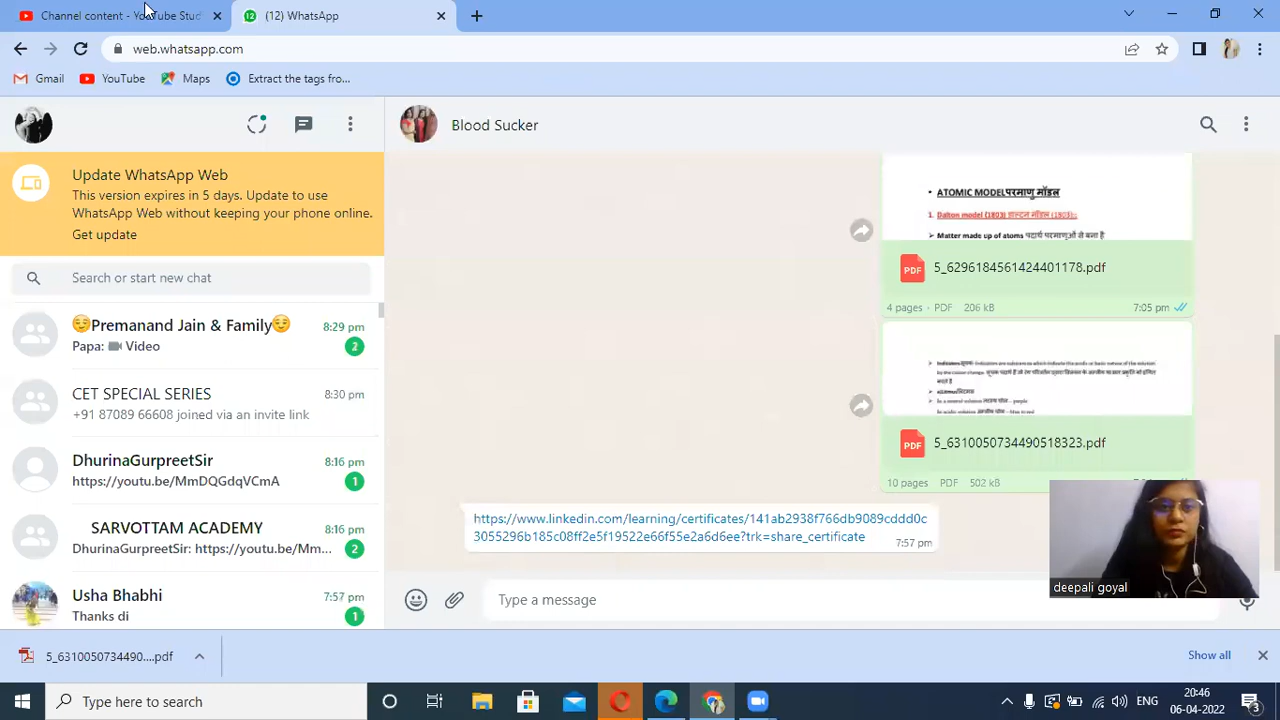 Channel content - YouTube Stu
(12) WhatsApp
web.whatsapp.com
Gmail
YouTube
Maps
Extract the tags fro...
Blood Sucker
Update WhatsApp Web
This version expires in 5 days. Update to use
WhatsApp Web without keeping your phone online.
Get update
Search or start new chat
😌Premanand Jain & Family😌 8:29 pm
Papa: Video 2
CET SPECIAL SERIES 8:30 pm
+91 87089 66608 joined via an invite link
DhurinaGurpreetSir 8:16 pm
https://youtu.be/MmDQGdqVCmA 1
SARVOTTAM ACADEMY 8:16 pm
DhurinaGurpreetSir: https://youtu.be/Mm... 2
Usha Bhabhi 7:57 pm
Thanks di 1
• ATOMIC MODELपरमाणु मॉडल
1. Dalton model (1803) डाल्टन मॉडल (1803)
➢ Matter made up of atoms पदार्थ परमाणुओं से बना है
PDF 5_6296184561424401178.pdf
4 pages • PDF 206 kB 7:05 pm
PDF 5_6310050734490518323.pdf
10 pages PDF 502 kB
https://www.linkedin.com/learning/certificates/141ab2938f766db9089cddd0c
3055296b185c08ff2e5f19522e66f55e2a6d6ee?trk=share_certificate
7:57 pm
Type a message
deepali goyal
5_6310050734490....pdf
Show all
Type here to search
ENG
20:46
06-04-2022
3